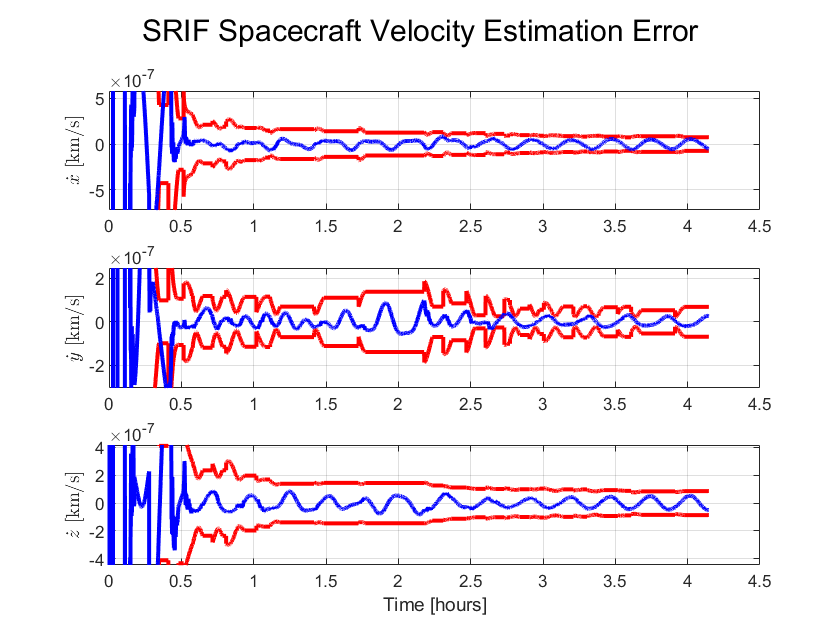 SRIF Spacecraft Velocity Estimation Error
×10⁻⁷
5
0
-5
ẋ [km/s]
0 0.5 1 1.5 2 2.5 3 3.5 4 4.5
×10⁻⁷
2
0
-2
ẏ [km/s]
0 0.5 1 1.5 2 2.5 3 3.5 4 4.5
×10⁻⁷
4
2
0
-2
-4
ż [km/s]
0 0.5 1 1.5 2 2.5 3 3.5 4 4.5
Time [hours]